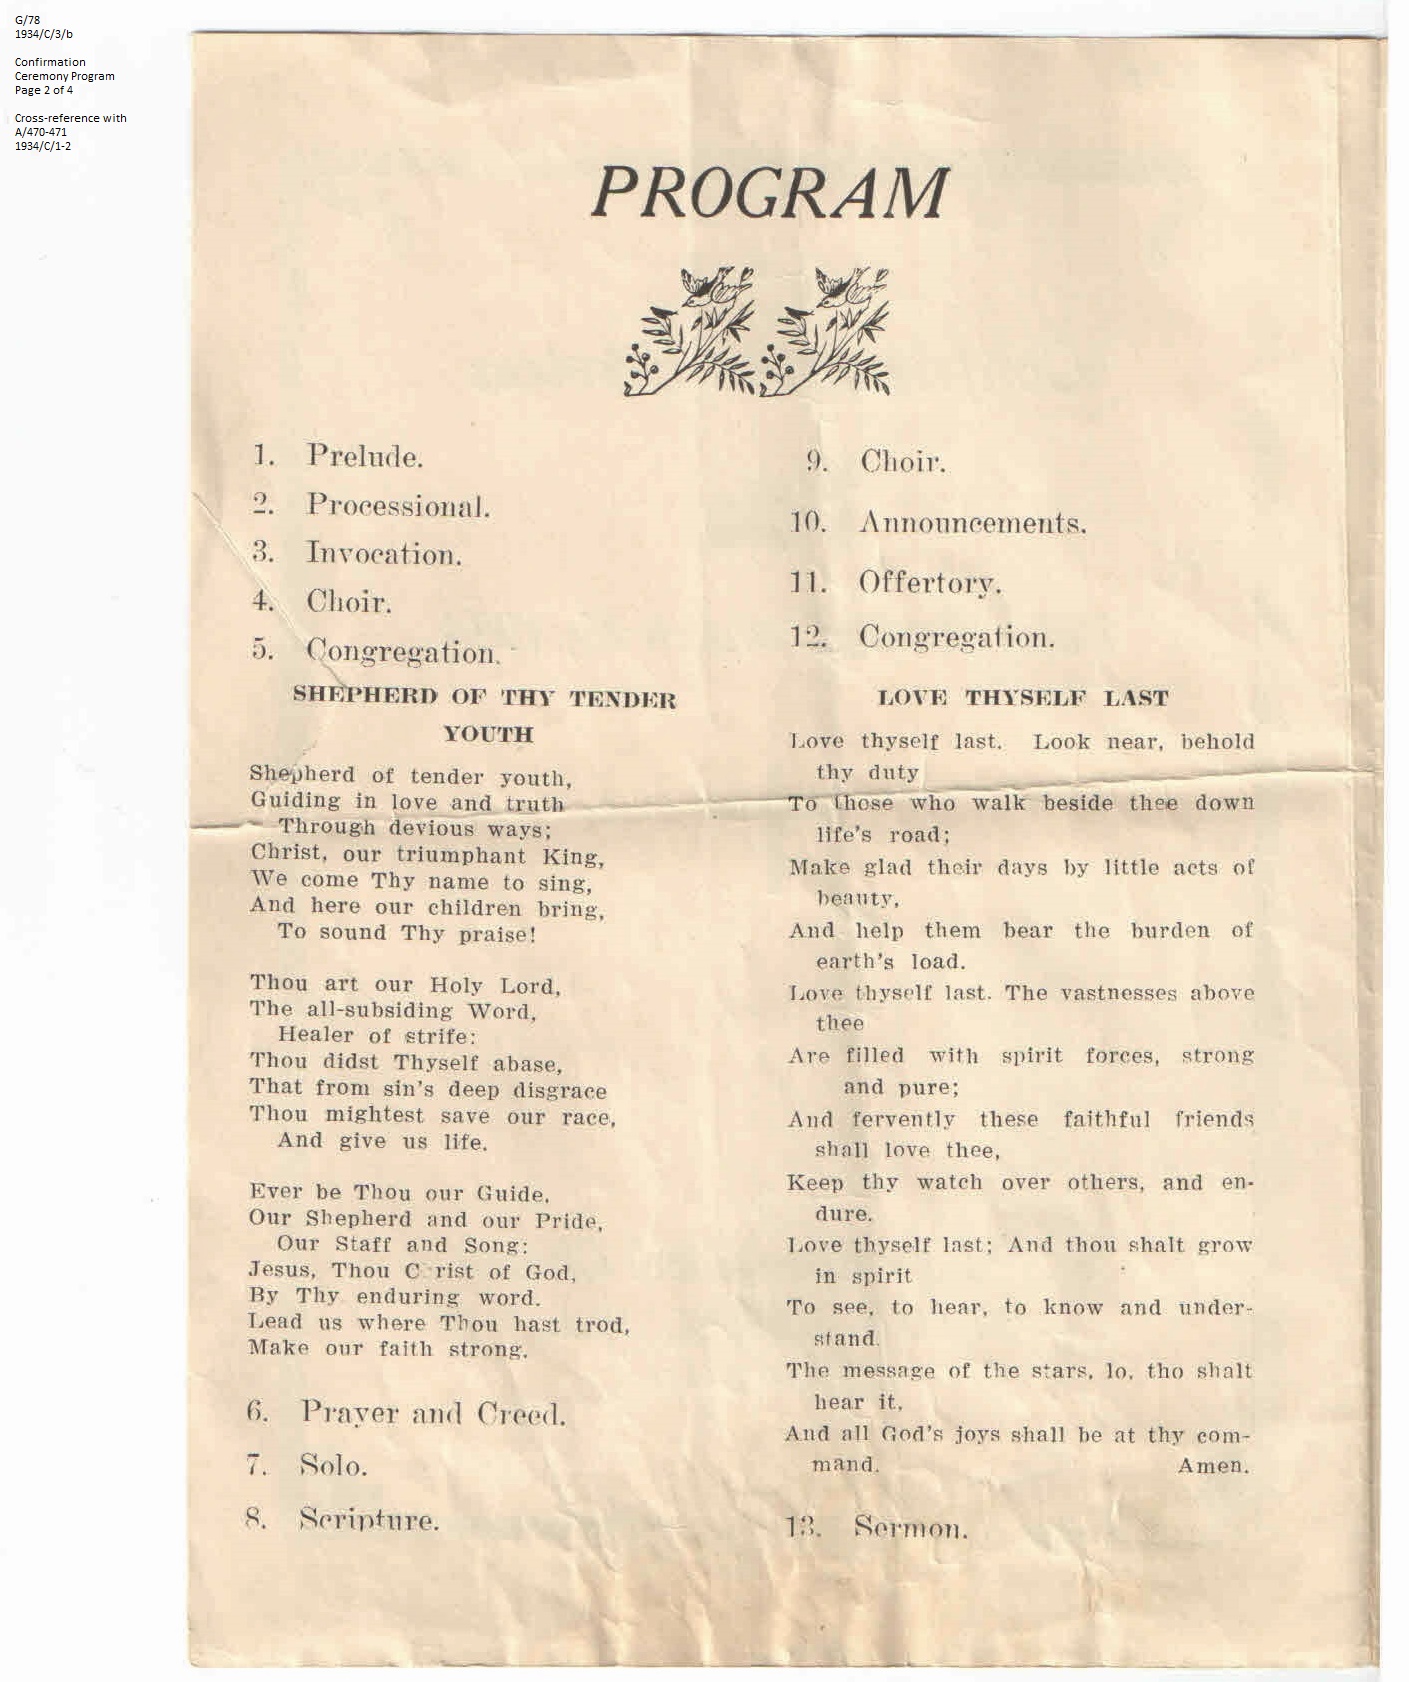 G/78
1934/C/3/b
Confirmation
Ceremony Program
Page 2 of 4
Cross-reference with
A/470-471
1934/C/1-2
PROGRAM
1. Prelude.
2. Processional.
3. Invocation.
4. Choir.
5. Congregation.
SHEPHERD OF THY TENDER
YOUTH
Shepherd of tender youth,
Guiding in love and truth
Through devious ways;
Christ, our triumphant King,
We come Thy name to sing,
And here our children bring,
To sound Thy praise!
Thou art our Holy Lord,
The all-subsiding Word,
Healer of strife:
Thou didst Thyself abase,
That from sin's deep disgrace
Thou mightest save our race,
And give us life.
Ever be Thou our Guide,
Our Shepherd and our Pride,
Our Staff and Song:
Jesus, Thou C rist of God,
By Thy enduring word.
Lead us where Thou hast trod,
Make our faith strong.
6. Prayer and Creed.
7. Solo.
8. Scripture.
9. Choir.
10. Announcements.
11. Offertory.
12. Congregation.
LOVE THYSELF LAST
Love thyself last. Look near, behold
thy duty
To those who walk beside thee down
life's road;
Make glad their days by little acts of
beauty,
And help them bear the burden of
earth's load.
Love thyself last. The vastnesses above
thee
Are filled with spirit forces, strong
and pure;
And fervently these faithful friends
shall love thee,
Keep thy watch over others, and en-
dure.
Love thyself last; And thou shalt grow
in spirit
To see, to hear, to know and under-
stand.
The message of the stars, lo, tho shalt
hear it,
And all God's joys shall be at thy com-
mand. Amen.
13. Sermon.